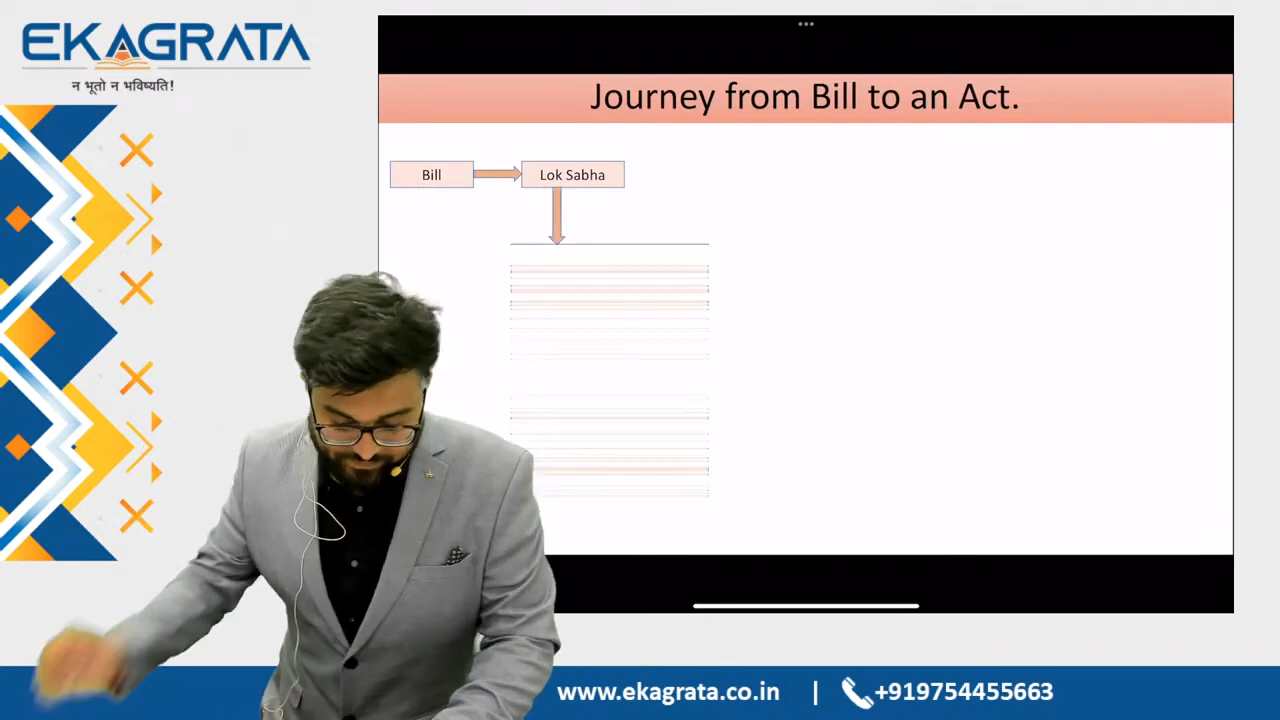 EKAGRATA
न भूतो न भविष्यति!
Journey from Bill to an Act.
Bill
Lok Sabha
www.ekagrata.co.in | +919754455663